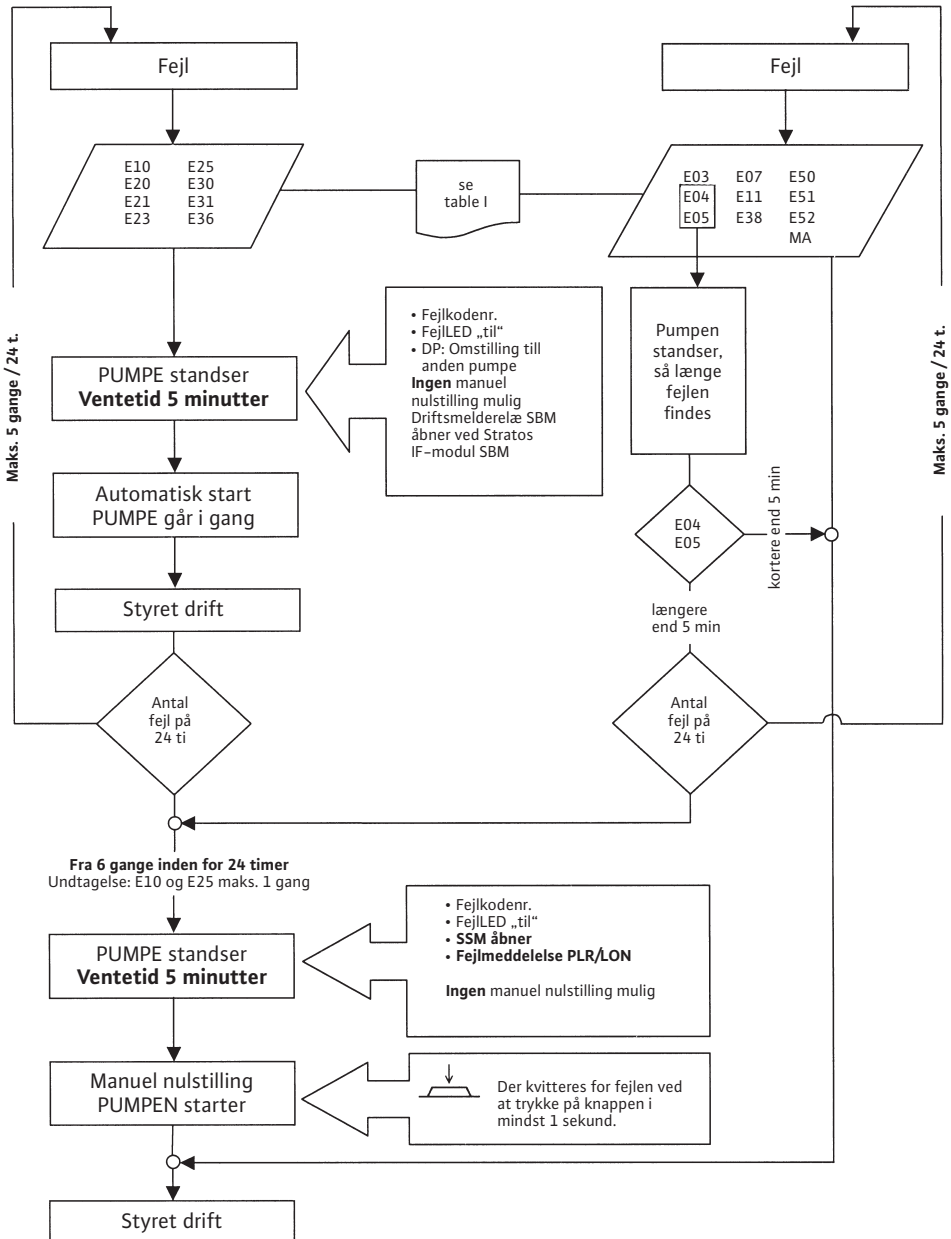 Fejl
Fejl
E10 E25
E20 E30
E21 E31
E23 E36
se
table I
E03 E07 E50
E04 E11 E51
E05 E38 E52
MA
Maks. 5 gange / 24 t.
• Fejlkodenr.
• FejlLED „til“
• DP: Omstilling till
anden pumpe
Ingen manuel
nulstilling mulig
Driftsmelderelæ SBM
åbner ved Stratos
IF-modul SBM
Pumpen
standser,
så længe
fejlen
findes
Maks. 5 gange / 24 t.
PUMPE standser
Ventetid 5 minutter
Automatisk start
PUMPE går i gang
E04
E05
kortere end 5 min
Styret drift
længere
end 5 min
Antal
fejl på
24 ti
Antal
fejl på
24 ti
Fra 6 gange inden for 24 timer
Undtagelse: E10 og E25 maks. 1 gang
PUMPE standser
Ventetid 5 minutter
• Fejlkodenr.
• FejlLED „til“
• SSM åbner
• Fejlmeddelelse PLR/LON
Ingen manuel nulstilling mulig
Manuel nulstilling
PUMPEN starter
Der kvitteres for fejlen ved
at trykke på knappen i
mindst 1 sekund.
Styret drift